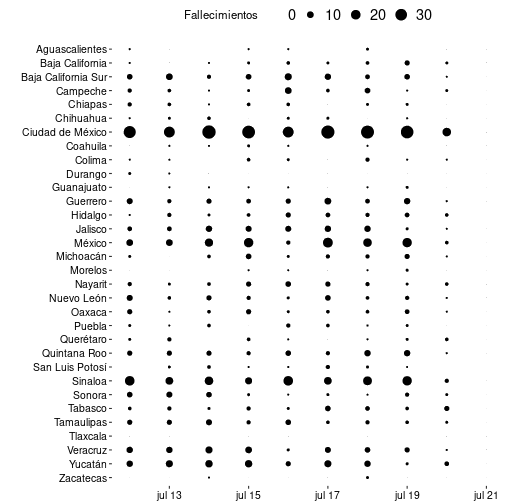 Fallecimientos 0 10 20 30
Aguascalientes
Baja California
Baja California Sur
Campeche
Chiapas
Chihuahua
Ciudad de México
Coahuila
Colima
Durango
Guanajuato
Guerrero
Hidalgo
Jalisco
México
Michoacán
Morelos
Nayarit
Nuevo León
Oaxaca
Puebla
Querétaro
Quintana Roo
San Luis Potosí
Sinaloa
Sonora
Tabasco
Tamaulipas
Tlaxcala
Veracruz
Yucatán
Zacatecas
jul 13 jul 15 jul 17 jul 19 jul 21